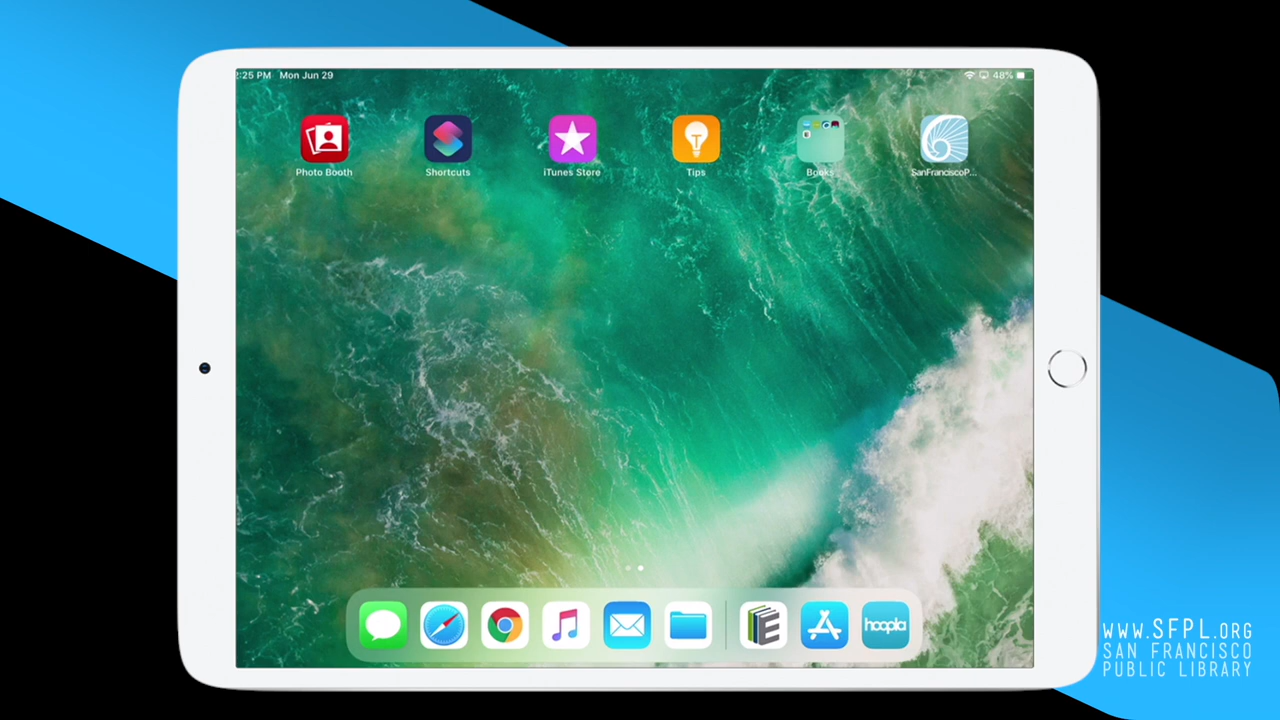 :25 PM Mon Jun 29
48%
Photo Booth
Shortcuts
iTunes Store
Tips
Books
SanFranciscoP...
hoopla
www.SFPL.org
SAN FRANCISCO
PUBLIC LIBRARY